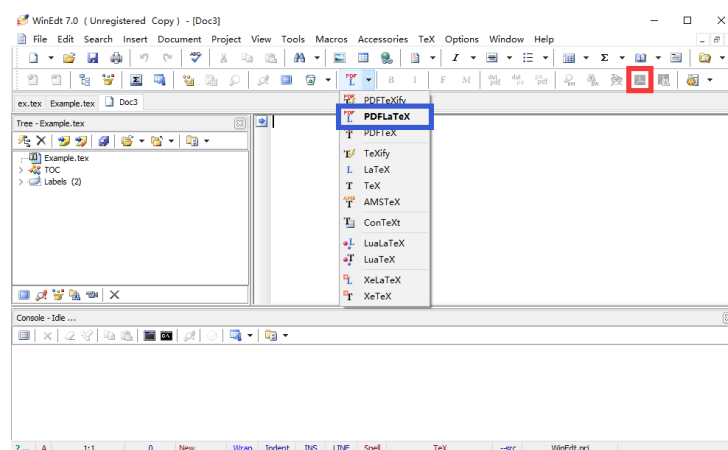 WinEdt 7.0 ( Unregistered Copy ) - [Doc3]
File Edit Search Insert Document Project View Tools Macros Accessories TeX Options Window Help
ex.tex Example.tex Doc3
Tree - Example.tex
Example.tex
TOC
Labels (2)
PDFTeXify
PDFLaTeX
PDFTeX
TeXify
LaTeX
TeX
AMSTeX
ConTeXt
LuaLaTeX
LuaTeX
XeLaTeX
XeTeX
Console - Idle ...
? ... A 1:1 0 New Wrap Indent INS LINE Spell TeX --src WinEdt.prj